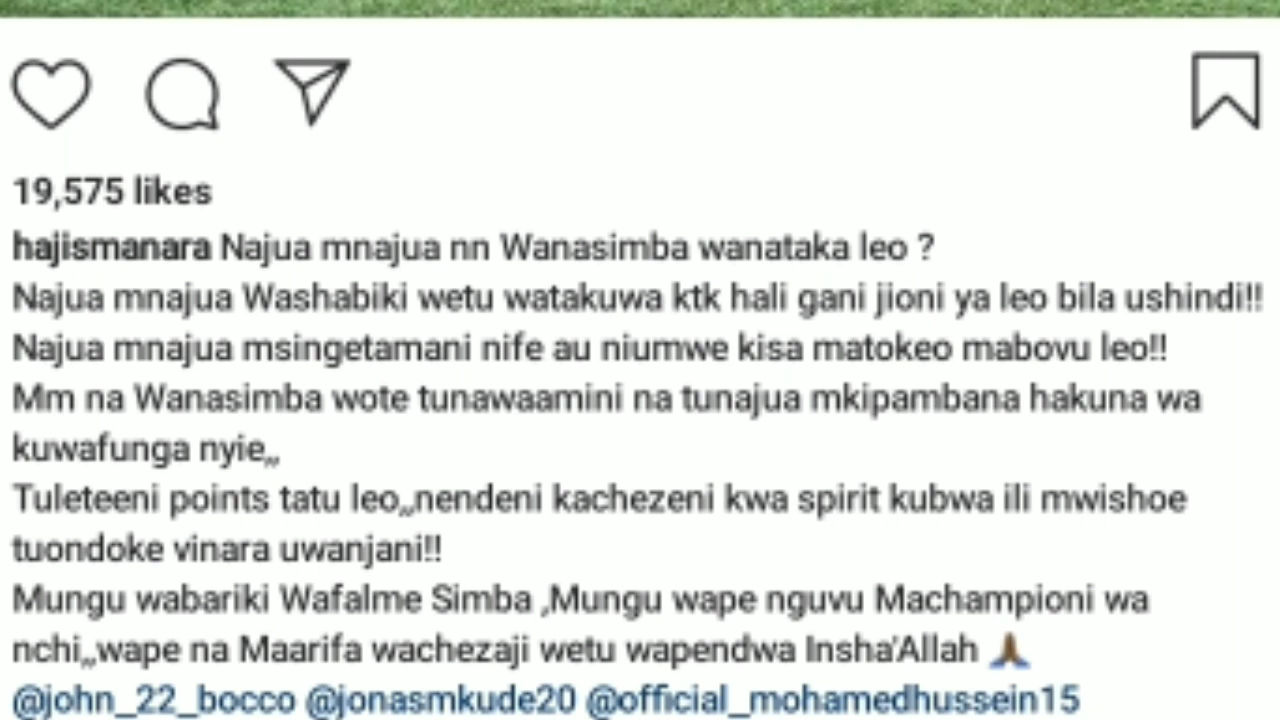 19,575 likes
hajismanara Najua mnajua nn Wanasimba wanataka leo ?
Najua mnajua Washabiki wetu watakuwa ktk hali gani jioni ya leo bila ushindi!!
Najua mnajua msingetamani nife au niumwe kisa matokeo mabovu leo!!
Mm na Wanasimba wote tunawaamini na tunajua mkipambana hakuna wa
kuwafunga nyie,,
Tuleteeni points tatu leo,,nendeni kachezeni kwa spirit kubwa ili mwishoe
tuondoke vinara uwanjani!!
Mungu wabariki Wafalme Simba ,Mungu wape nguvu Machampioni wa
nchi,,wape na Maarifa wachezaji wetu wapendwa Insha'Allah 🙏🏾
@john_22_bocco @jonasmkude20 @official_mohamedhussein15